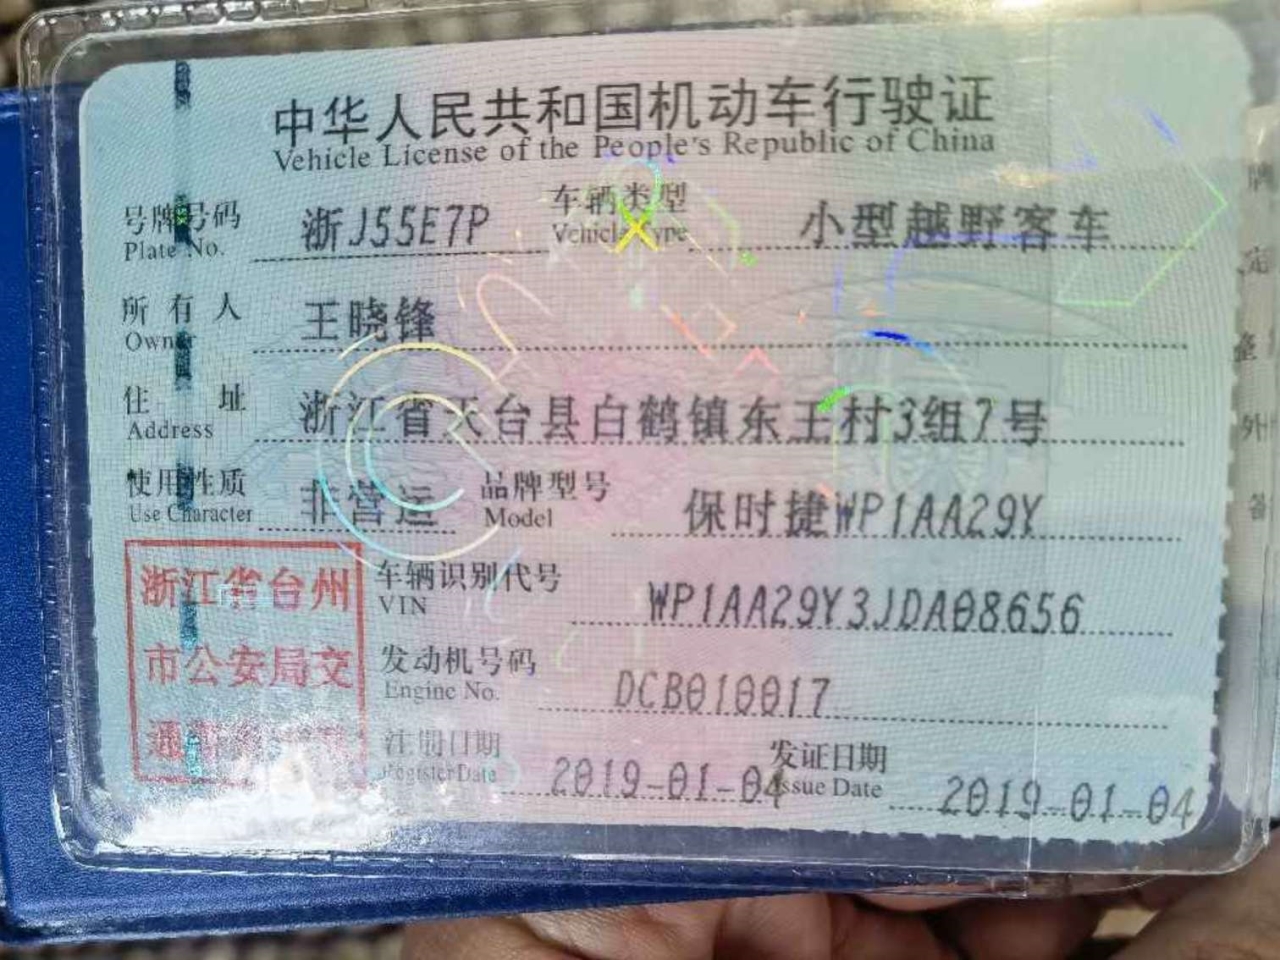 中华人民共和国机动车行驶证
Vehicle License of the People's Republic of China
号牌号码 浙J55E7P 车辆类型 小型越野客车
Plate No. Vehicle Type
所有人 王晓锋
Owner
住址 浙江省天台县白鹤镇东王村3组7号
Address
使用性质 非营运 品牌型号 保时捷WP1AA29Y
Use Character Model
浙江省台州
市公安局交
通
车辆识别代号 WP1AA29Y3JDA08656
VIN
发动机号码 DCB010017
Engine No.
注册日期 2019-01-04 发证日期 2019-01-04
Register Date Issue Date